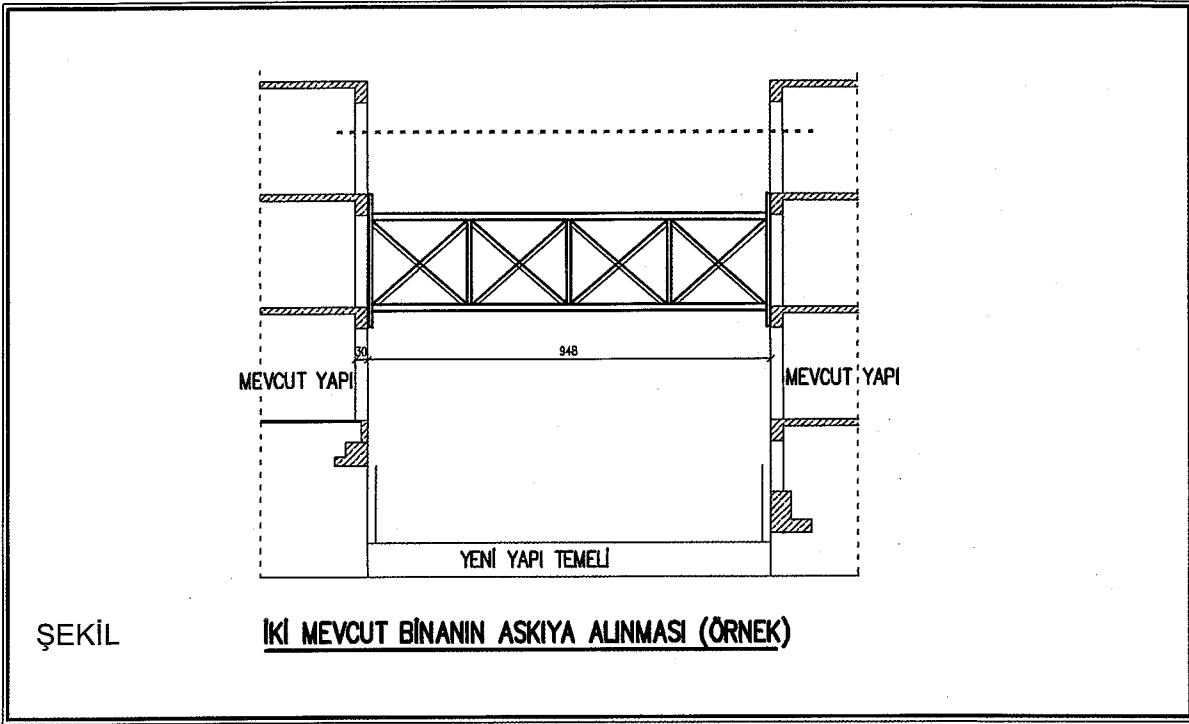 30
948
MEVCUT YAPI
MEVCUT YAPI
YENİ YAPI TEMELİ
ŞEKİL
İKİ MEVCUT BİNANIN ASKIYA ALINMASI (ÖRNEK)